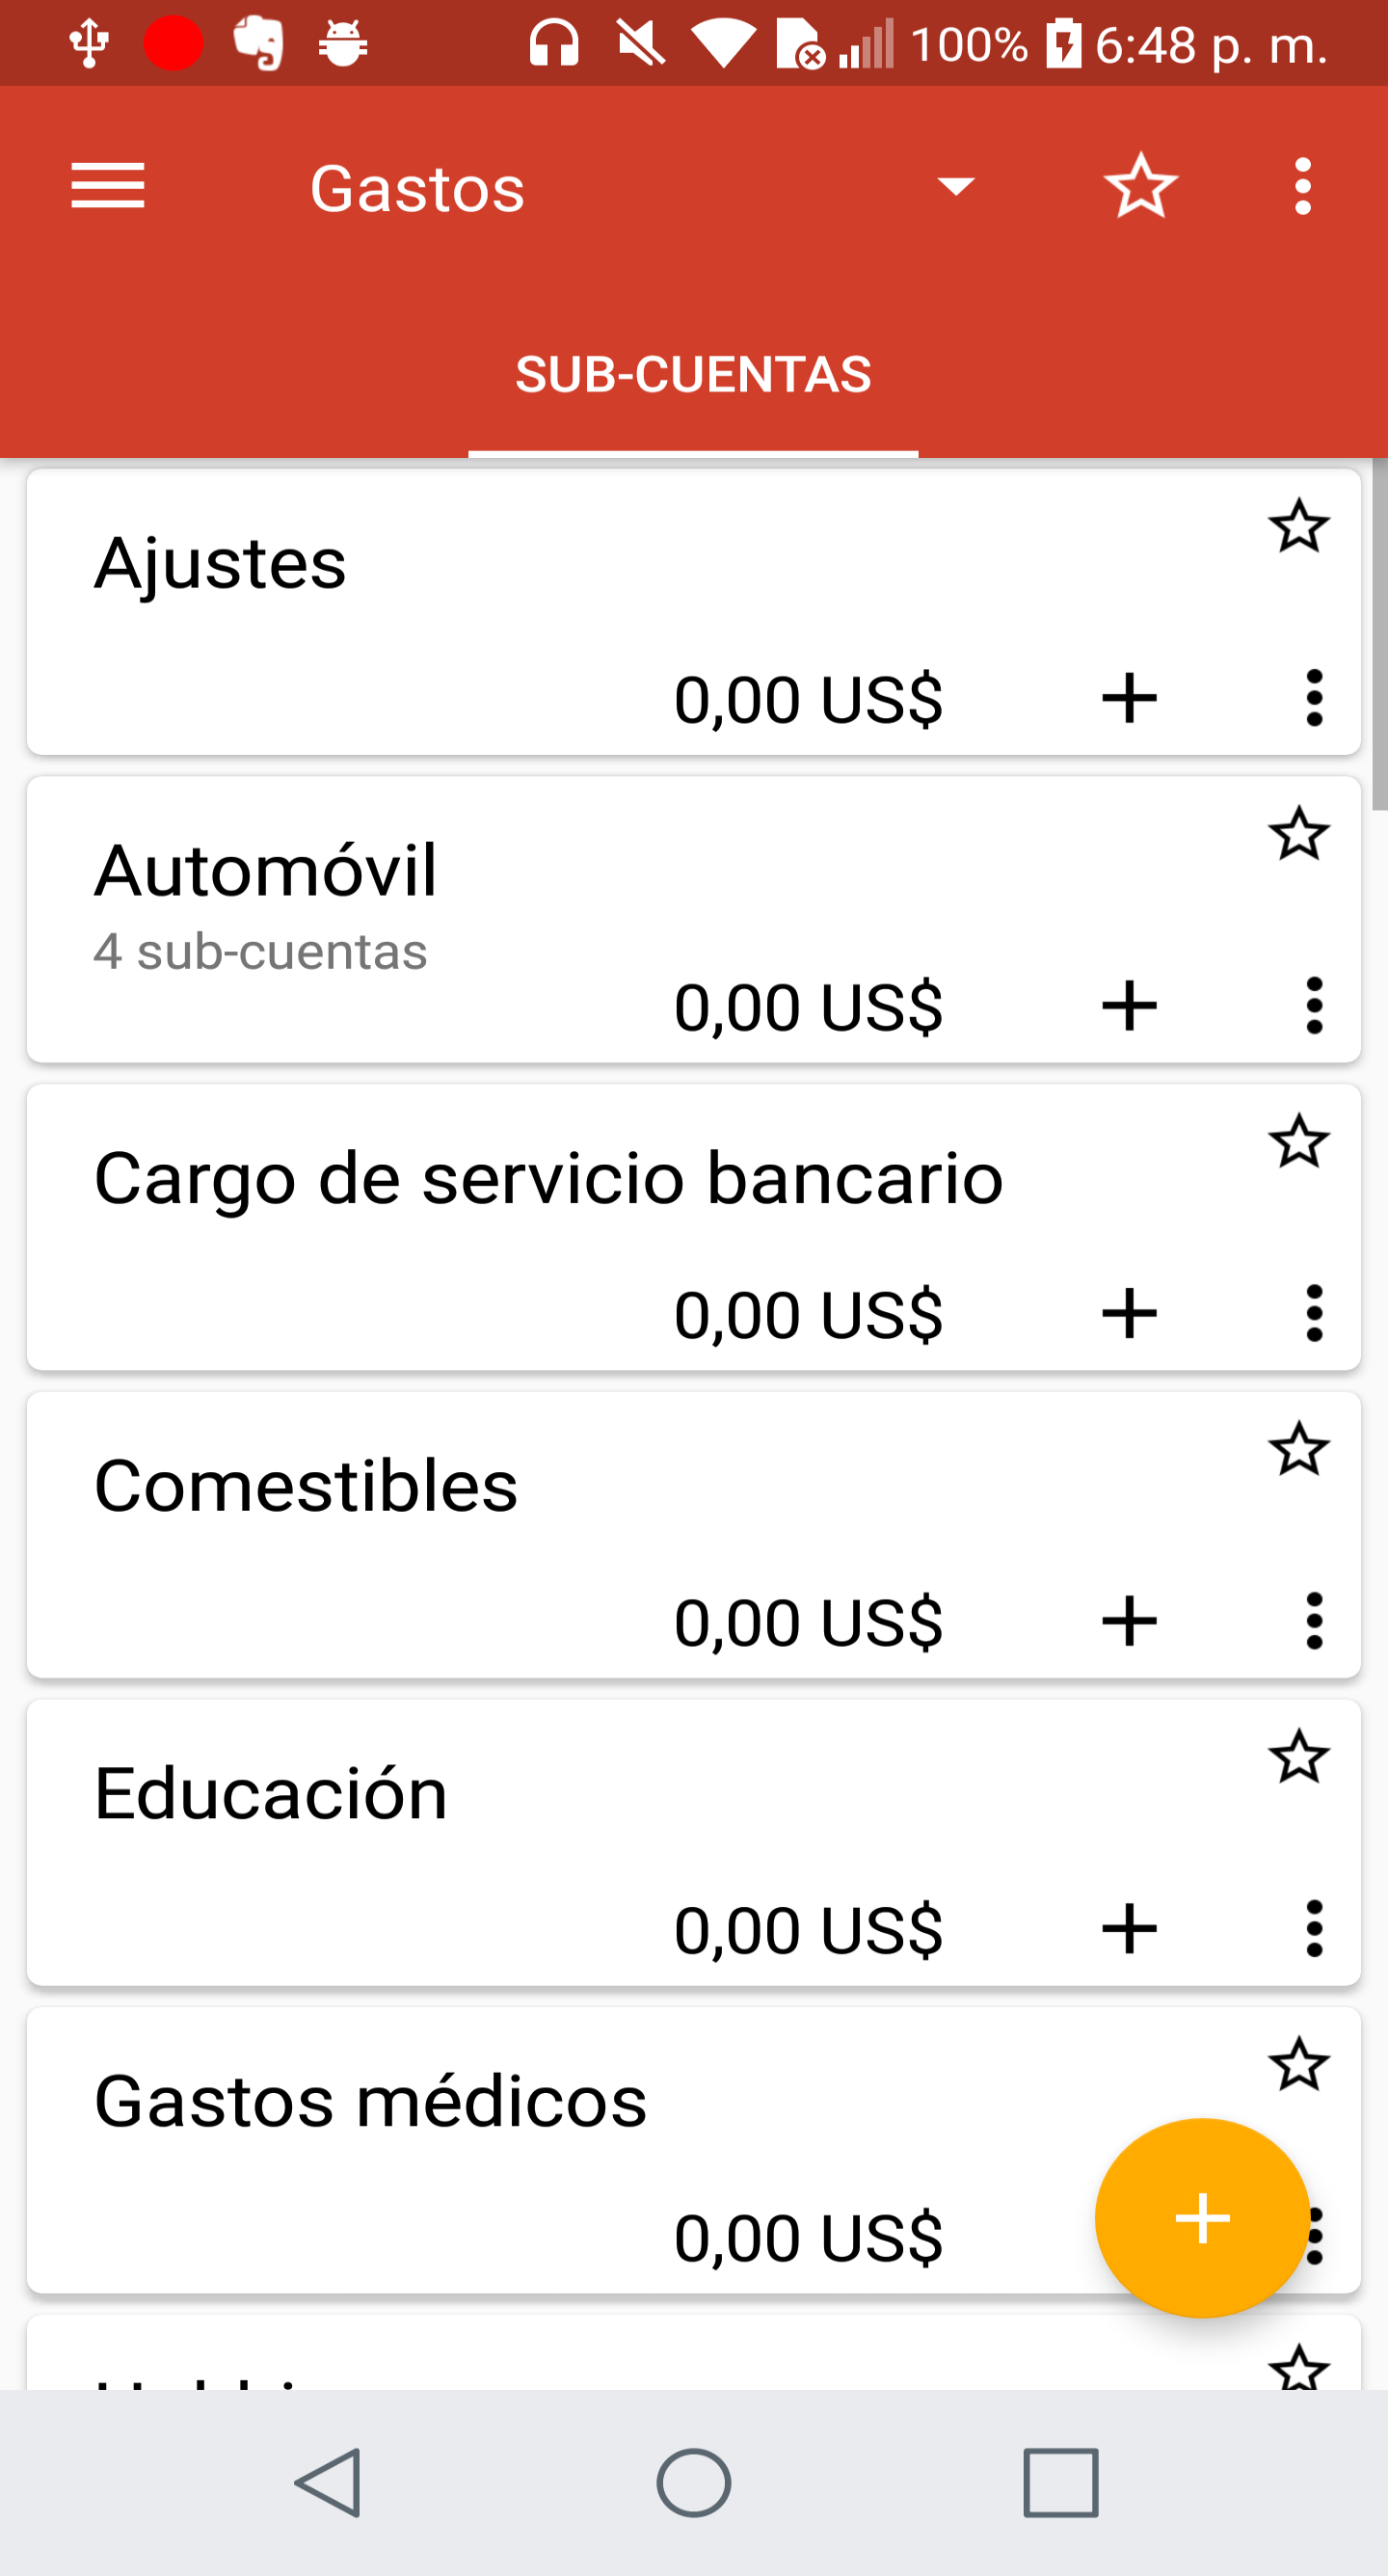 100% 6:48 p. m.
Gastos
SUB-CUENTAS
Ajustes
0,00 US$
Automóvil
4 sub-cuentas
0,00 US$
Cargo de servicio bancario
0,00 US$
Comestibles
0,00 US$
Educación
0,00 US$
Gastos médicos
0,00 US$